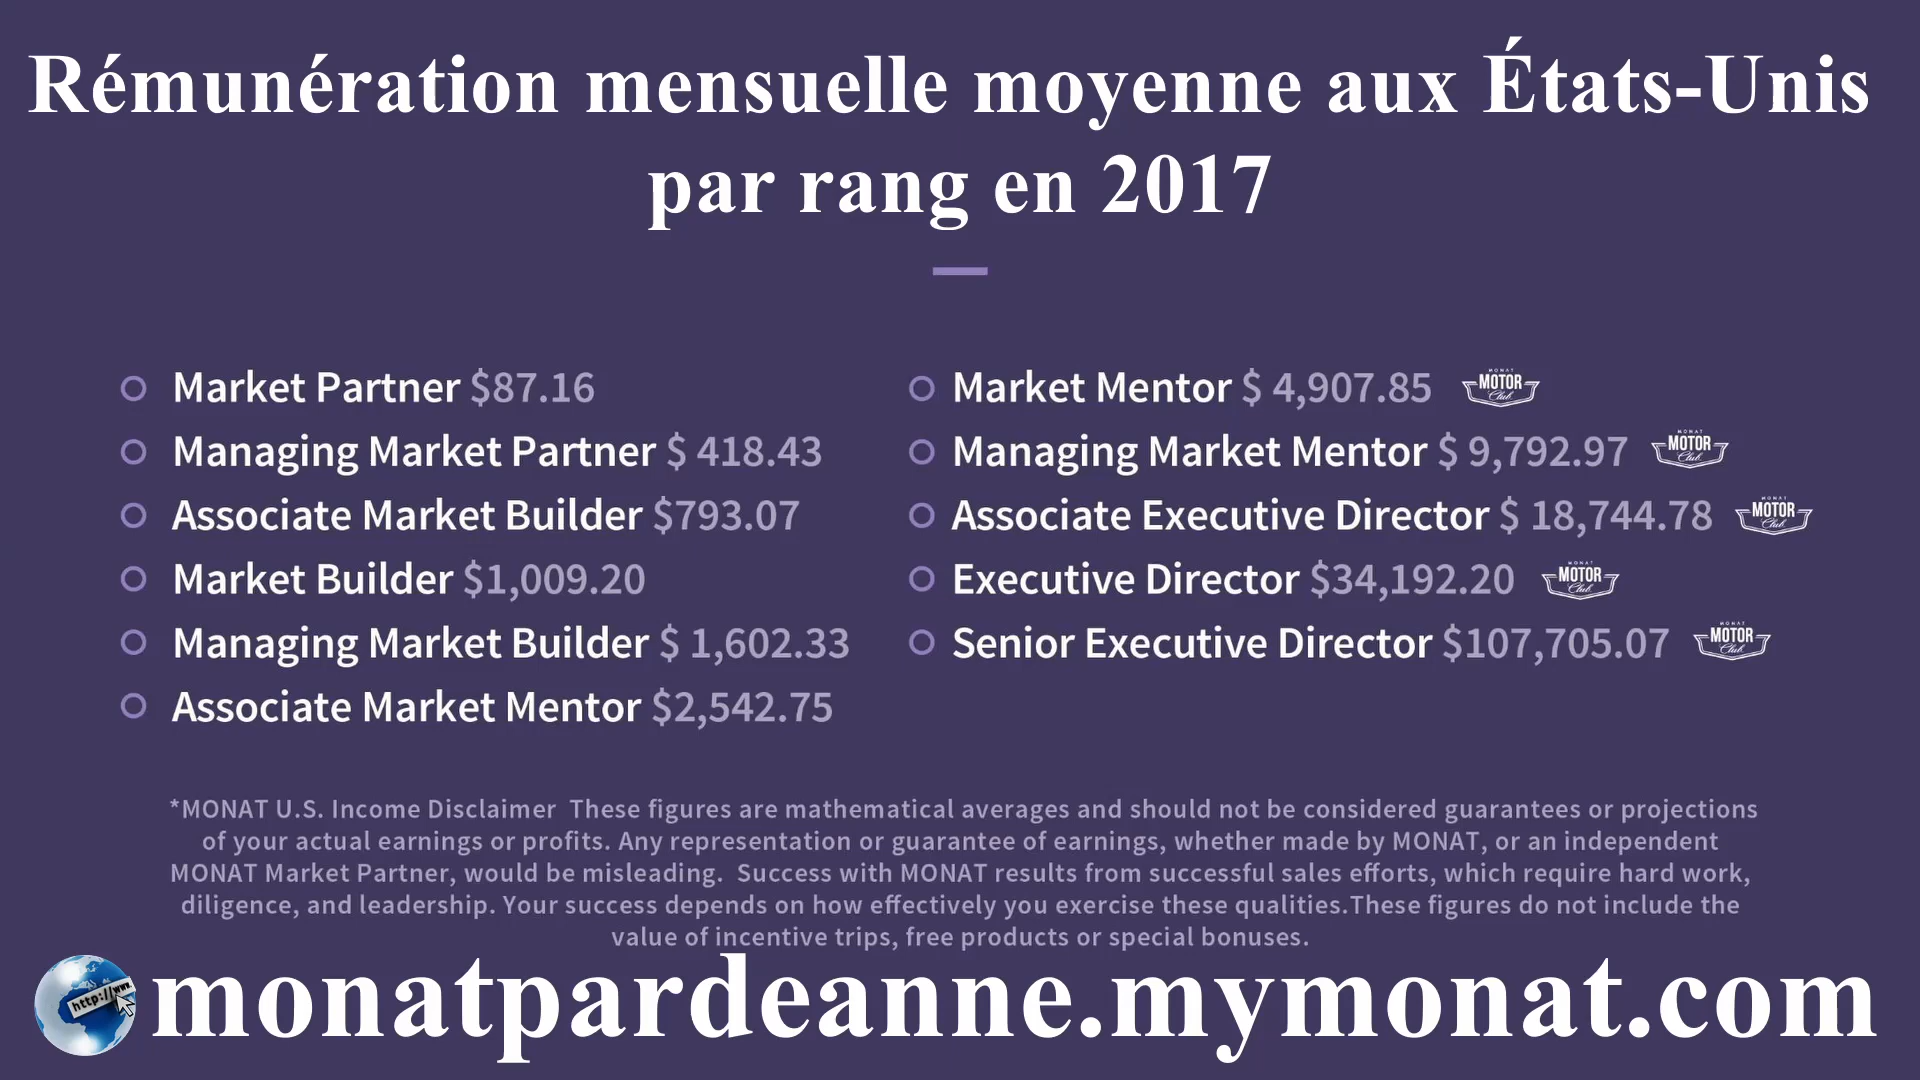 Rémunération mensuelle moyenne aux États-Unis
par rang en 2017
Market Partner $87.16
Managing Market Partner $ 418.43
Associate Market Builder $793.07
Market Builder $1,009.20
Managing Market Builder $ 1,602.33
Associate Market Mentor $2,542.75
Market Mentor $ 4,907.85
MONAT
MOTOR
Club
Managing Market Mentor $ 9,792.97
MONAT
MOTOR
Club
Associate Executive Director $ 18,744.78
MONAT
MOTOR
Club
Executive Director $34,192.20
MONAT
MOTOR
Club
Senior Executive Director $107,705.07
MONAT
MOTOR
Club
*MONAT U.S. Income Disclaimer  These figures are mathematical averages and should not be considered guarantees or projections
of your actual earnings or profits. Any representation or guarantee of earnings, whether made by MONAT, or an independent
MONAT Market Partner, would be misleading.  Success with MONAT results from successful sales efforts, which require hard work,
diligence, and leadership. Your success depends on how effectively you exercise these qualities.These figures do not include the
value of incentive trips, free products or special bonuses.
http://www.
monatpardeanne.mymonat.com